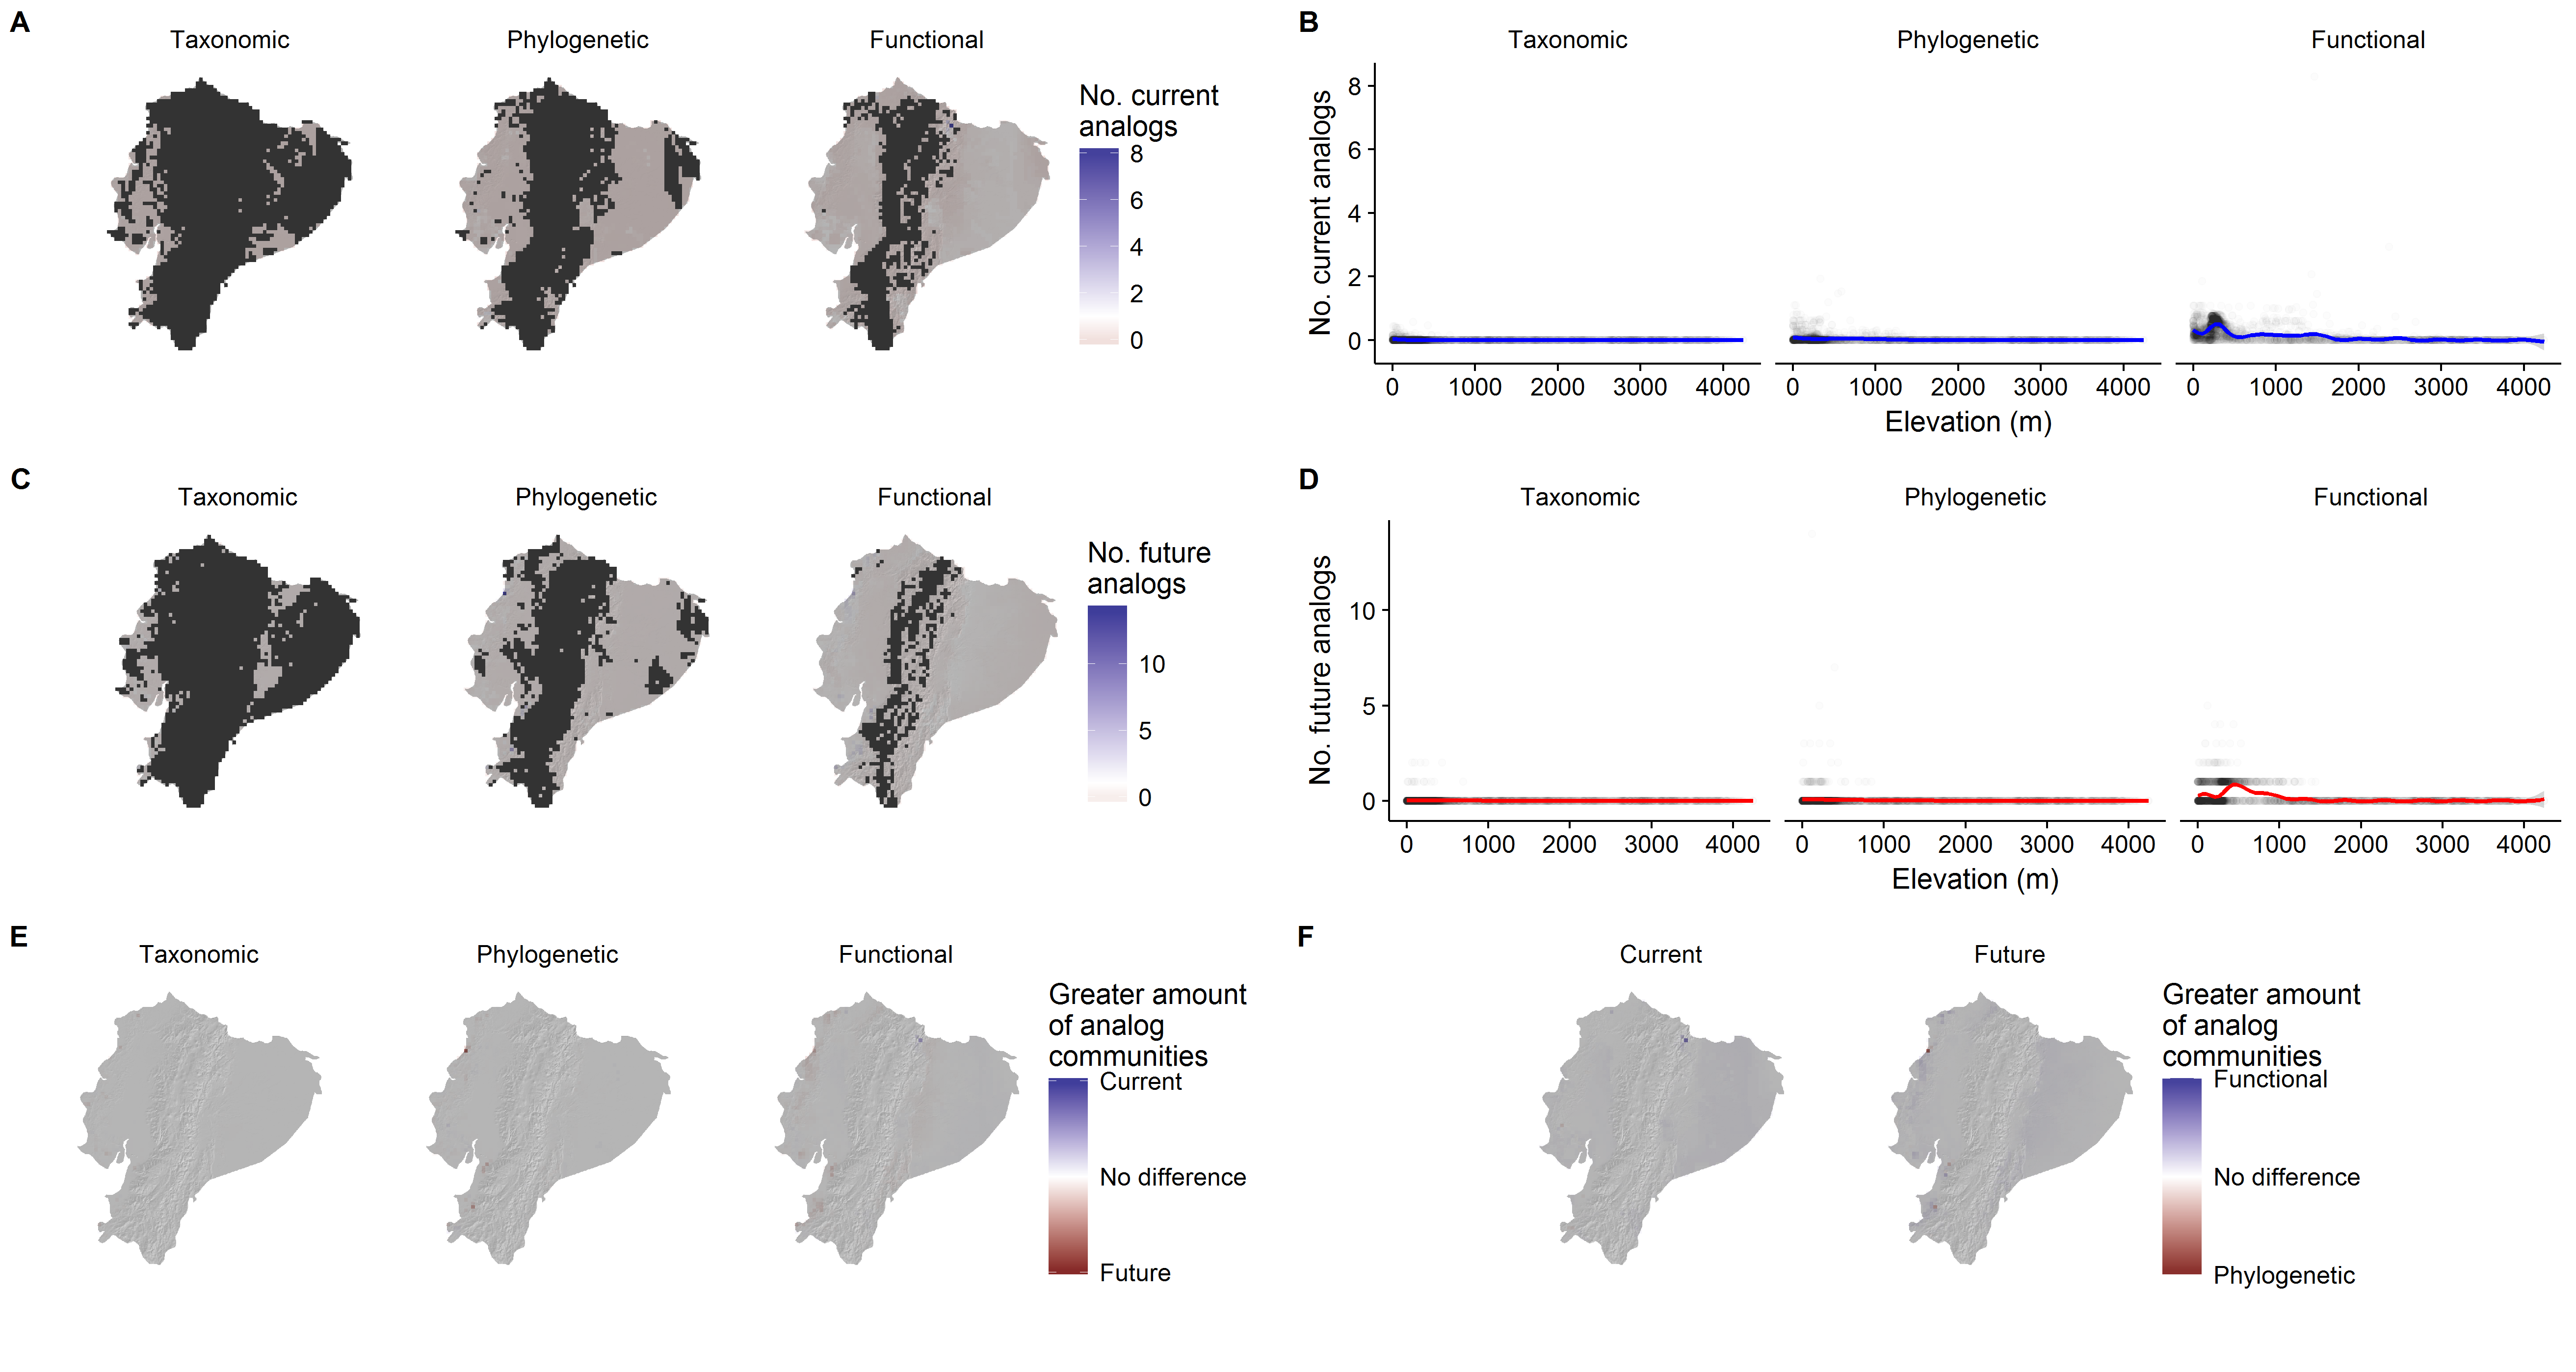 A
Taxonomic
Phylogenetic
Functional
No. current
analogs
8
6
4
2
0
B
Taxonomic
Phylogenetic
Functional
No. current analogs
8
6
4
2
0
0 1000 2000 3000 4000
0 1000 2000 3000 4000
0 1000 2000 3000 4000
Elevation (m)
C
Taxonomic
Phylogenetic
Functional
No. future
analogs
10
5
0
D
Taxonomic
Phylogenetic
Functional
No. future analogs
10
5
0
0 1000 2000 3000 4000
0 1000 2000 3000 4000
0 1000 2000 3000 4000
Elevation (m)
E
Taxonomic
Phylogenetic
Functional
Greater amount
of analog
communities
Current
No difference
Future
F
Current
Future
Greater amount
of analog
communities
Functional
No difference
Phylogenetic